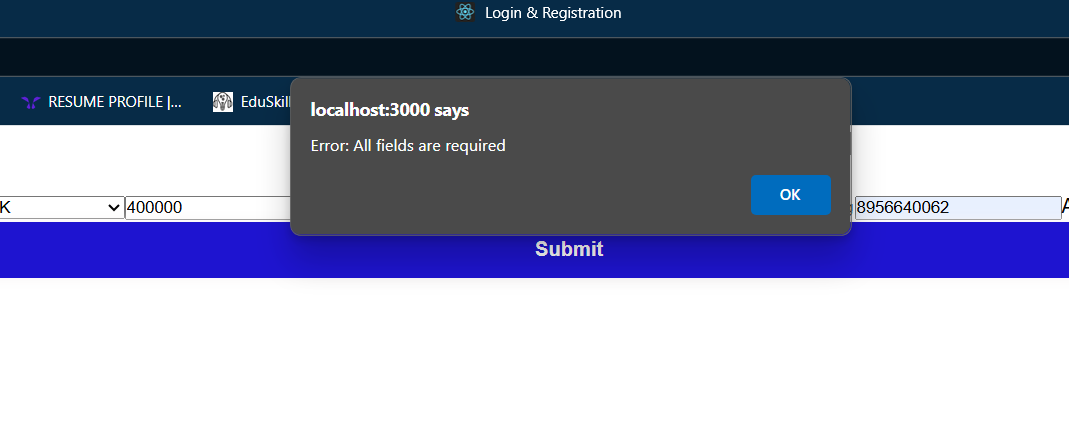 Login & Registration
RESUME PROFILE |...
EduSkil
localhost:3000 says
Error: All fields are required
OK
K
400000
8956640062
Submit